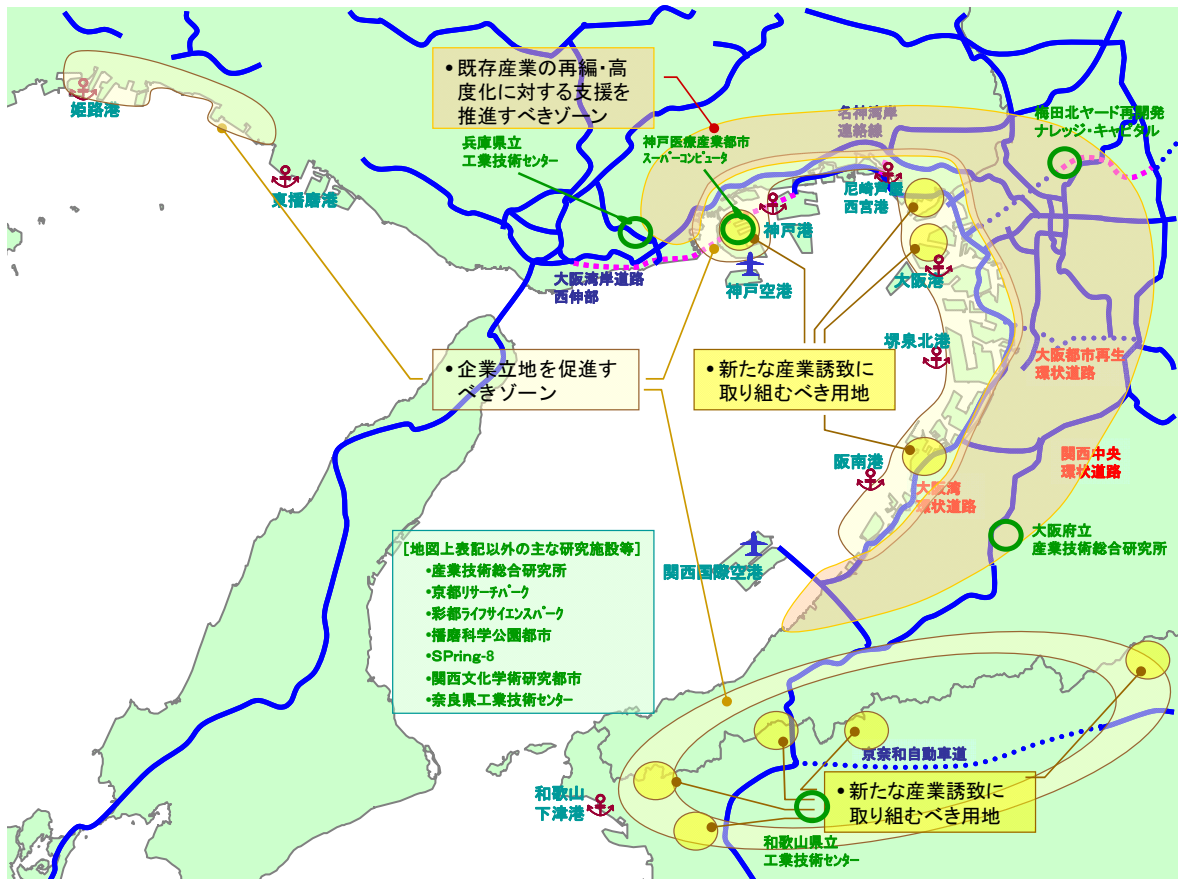 •既存産業の再編・高
度化に対する支援を
推進すべきゾーン
姫路港
兵庫県立
工業技術センター
神戸医療産業都市
スーパーコンピュータ
名神湾岸
連絡線
梅田北ヤード再開発
ナレッジ・キャピタル
東播磨港
尼崎芦屋
西宮港
神戸港
大阪湾岸道路
西伸部
神戸空港
大阪港
堺泉北港
•企業立地を促進す
べきゾーン
•新たな産業誘致に
取り組むべき用地
大阪都市再生
環状道路
阪南港
関西中央
環状道路
大阪湾
環状道路
大阪府立
産業技術総合研究所
関西国際空港
[地図上表記以外の主な研究施設等]
•産業技術総合研究所
•京都リサーチパーク
•彩都ライフサイエンスパーク
•播磨科学公園都市
•SPring-8
•関西文化学術研究都市
•奈良県工業技術センター
京奈和自動車道
和歌山
下津港
•新たな産業誘致に
取り組むべき用地
和歌山県立
工業技術センター